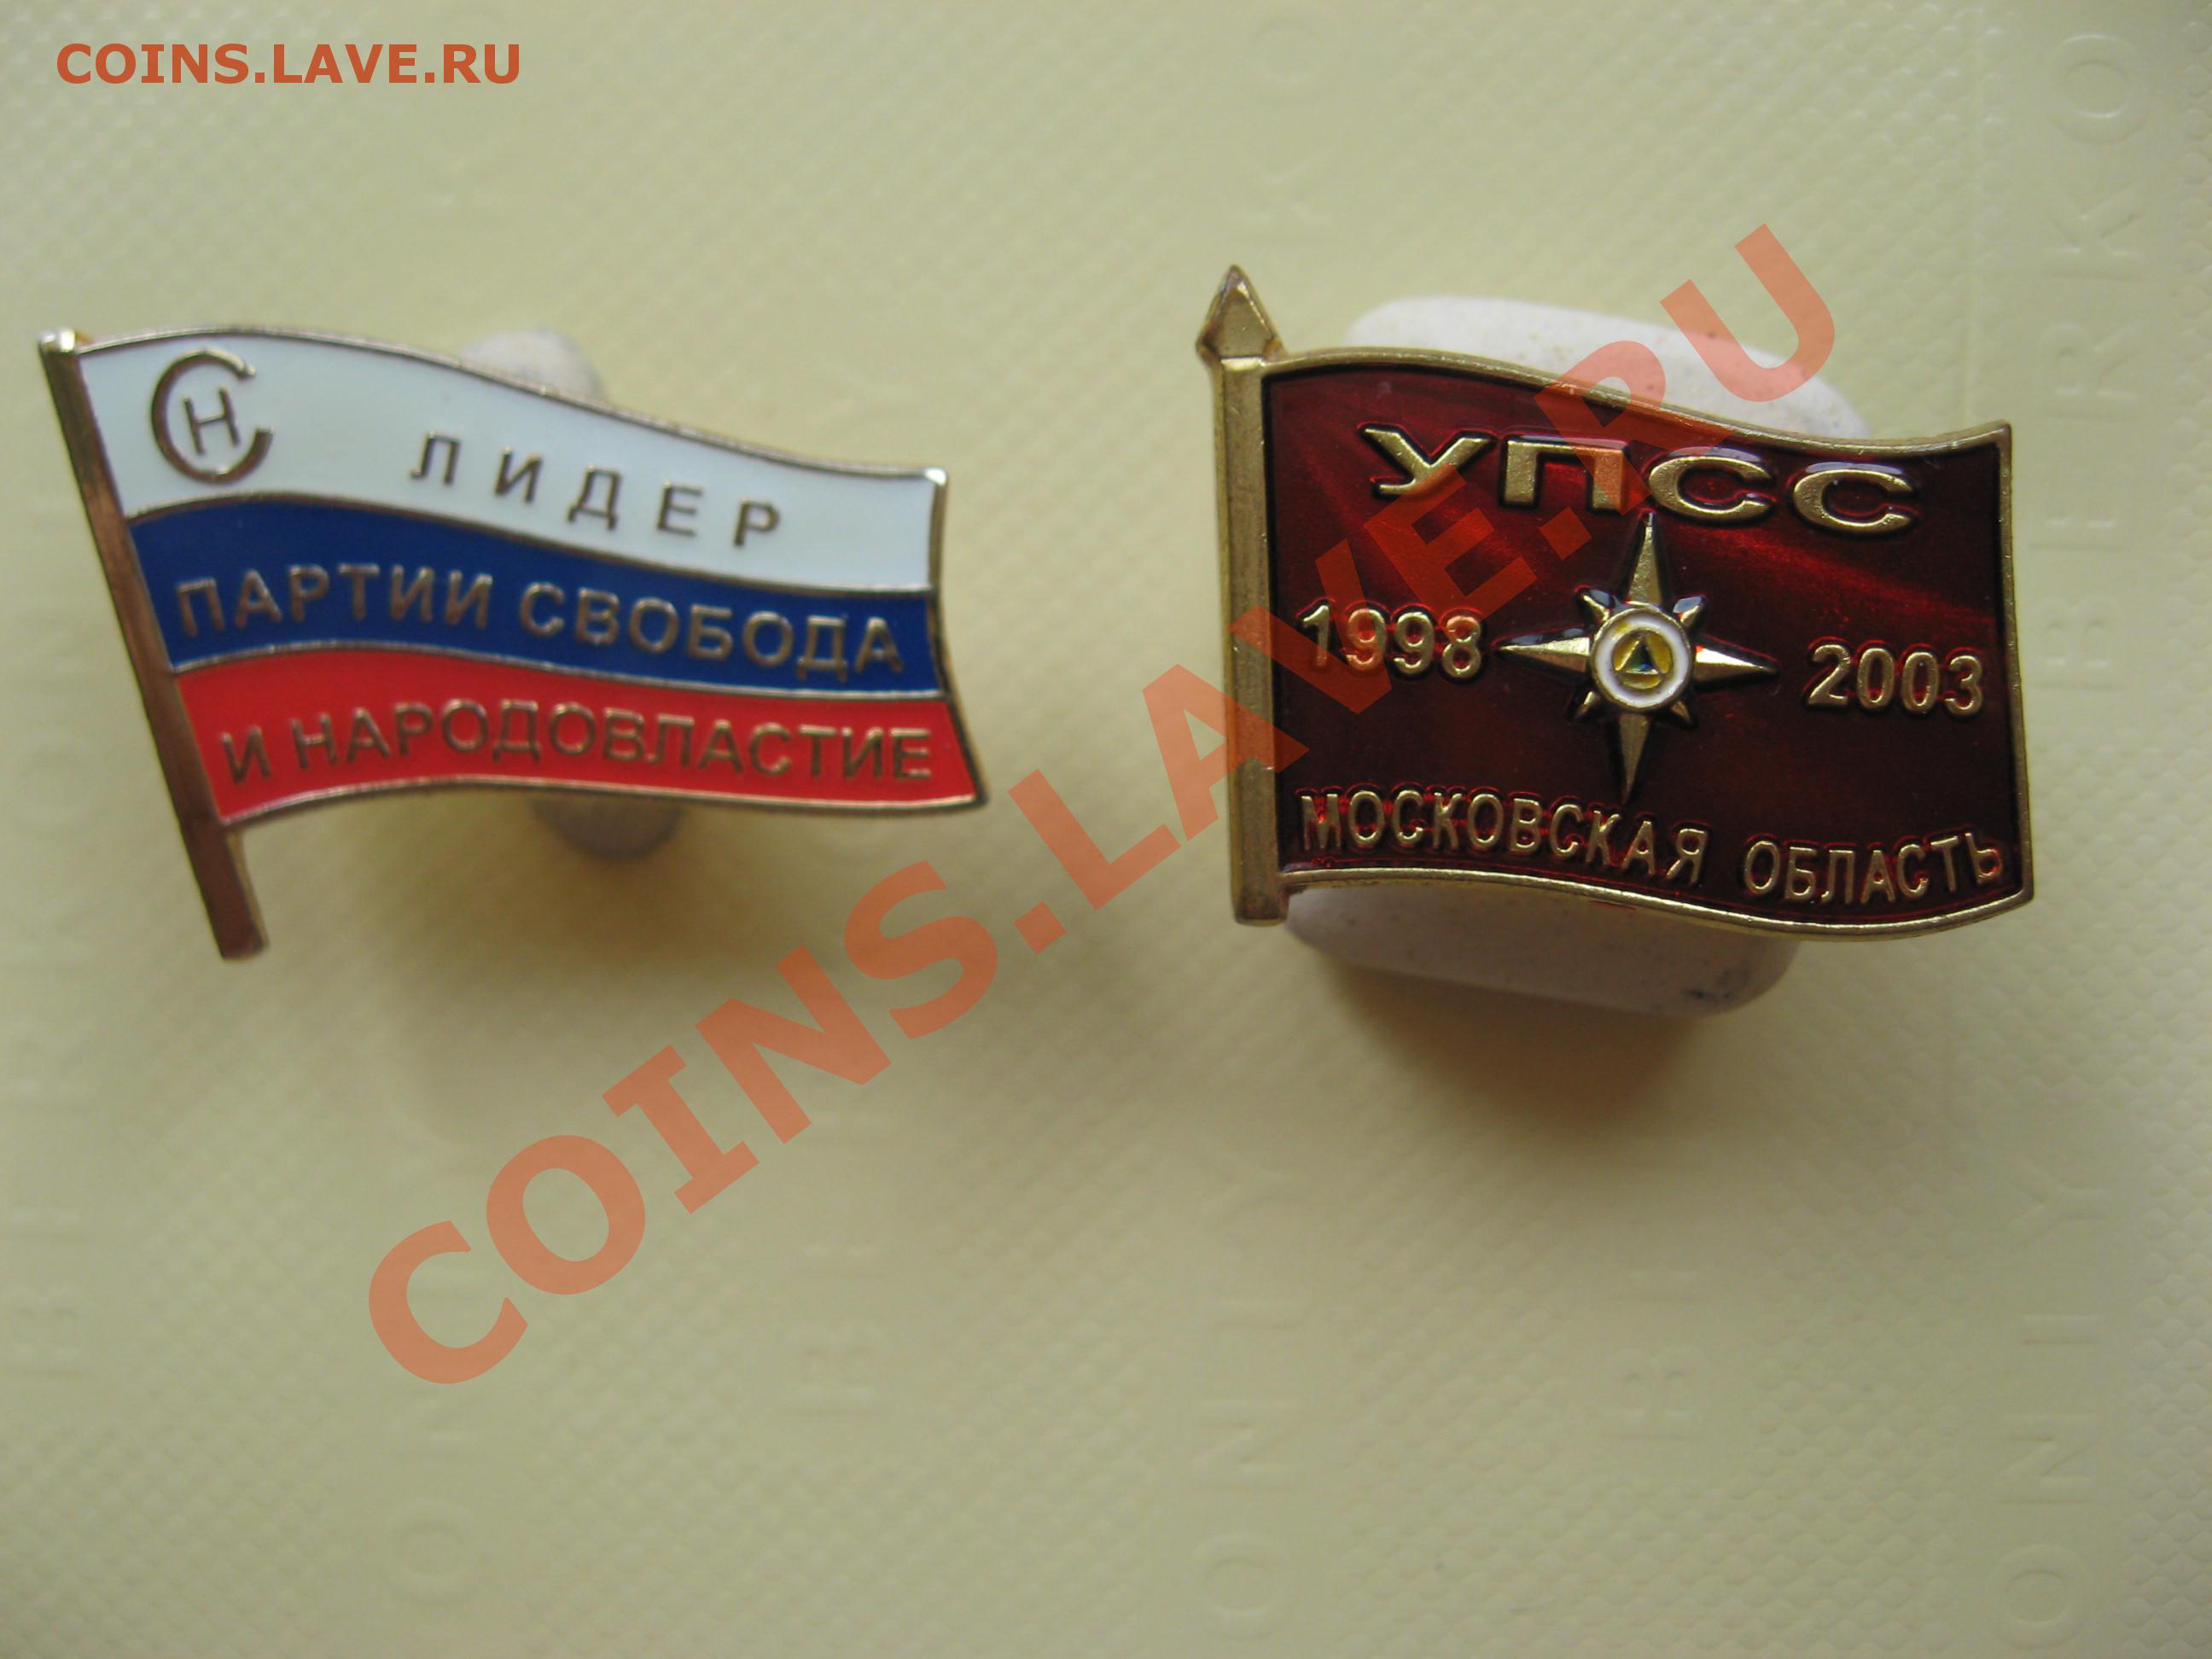 COINS.LAVE.RU
СН
ЛИДЕР
ПАРТИИ СВОБОДА
И НАРОДОВЛАСТИЕ
УПСС
1998 2003
МОСКОВСКАЯ ОБЛАСТЬ
COINS.LAVE.RU